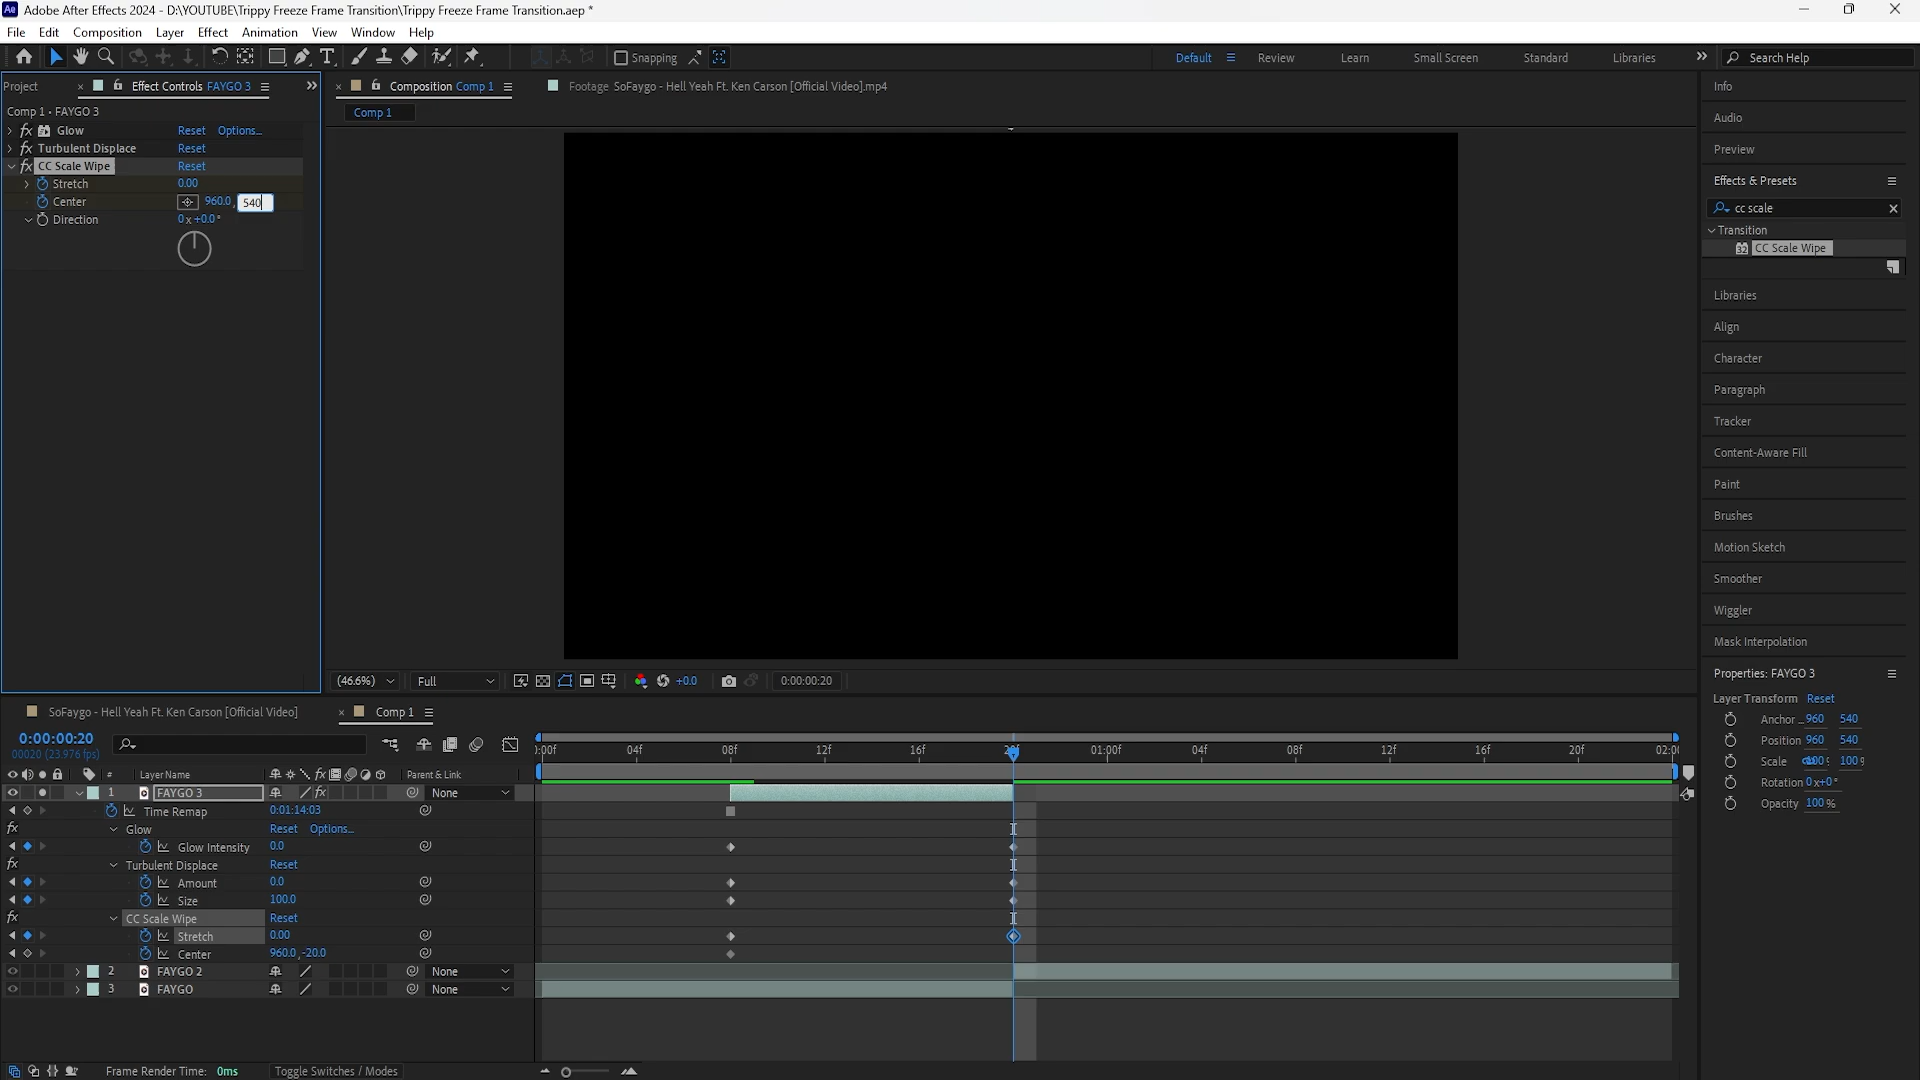 Ae Adobe After Effects 2024 - D:\YOUTUBE\Trippy Freeze Frame Transition\Trippy Freeze Frame Transition.aep *
File Edit Composition Layer Effect Animation View Window Help
Snapping Default Review Learn Small Screen Standard Libraries Search Help
Project Effect Controls FAYGO 3 Composition Comp 1 Footage SoFaygo - Hell Yeah Ft. Ken Carson [Official Video].mp4
Comp 1 • FAYGO 3
Comp 1
fx Glow Reset Options...
fx Turbulent Displace Reset
fx CC Scale Wipe Reset
Stretch 0.00
Center 960.0, 540
Direction 0x+0.0°
Info
Audio
Preview
Effects & Presets
cc scale
Transition
32 CC Scale Wipe
Libraries
Align
Character
Paragraph
Tracker
Content-Aware Fill
Paint
Brushes
Motion Sketch
Smoother
Wiggler
Mask Interpolation
Properties: FAYGO 3
Layer Transform Reset
Anchor ... 960 540
Position 960 540
Scale 100 100
Rotation 0x+0°
Opacity 100 %
(46.6%) Full +0.0 0:00:00:20
SoFaygo - Hell Yeah Ft. Ken Carson [Official Video] Comp 1
0:00:00:20
00020 (23.976 fps)
:00f 04f 08f 12f 16f 20f 01:00f 04f 08f 12f 16f 20f 02:0
# Layer Name fx Parent & Link
1 FAYGO 3 fx None
Time Remap 0:01:14:03
fx Glow Reset Options...
Glow Intensity 0.0
fx Turbulent Displace Reset
Amount 0.0
Size 100.0
fx CC Scale Wipe Reset
Stretch 0.00
Center 960.0, -20.0
2 FAYGO 2 None
3 FAYGO None
Frame Render Time: 0ms Toggle Switches / Modes